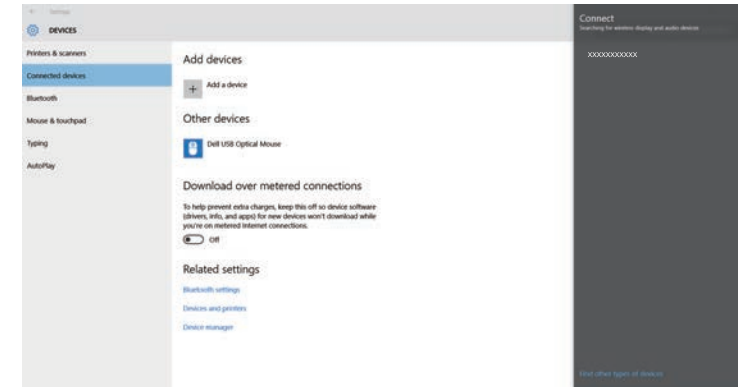 Settings
DEVICES
Printers & scanners
Connected devices
Bluetooth
Mouse & touchpad
Typing
AutoPlay
Add devices
Add a device
Other devices
Dell USB Optical Mouse
Download over metered connections
To help prevent extra charges, keep this off so device software
(drivers, info, and apps) for new devices won't download while
you're on metered Internet connections.
Off
Related settings
Bluetooth settings
Devices and printers
Device manager
Connect
Searching for wireless display and audio devices
xxxxxxxxxxx
Find other types of devices